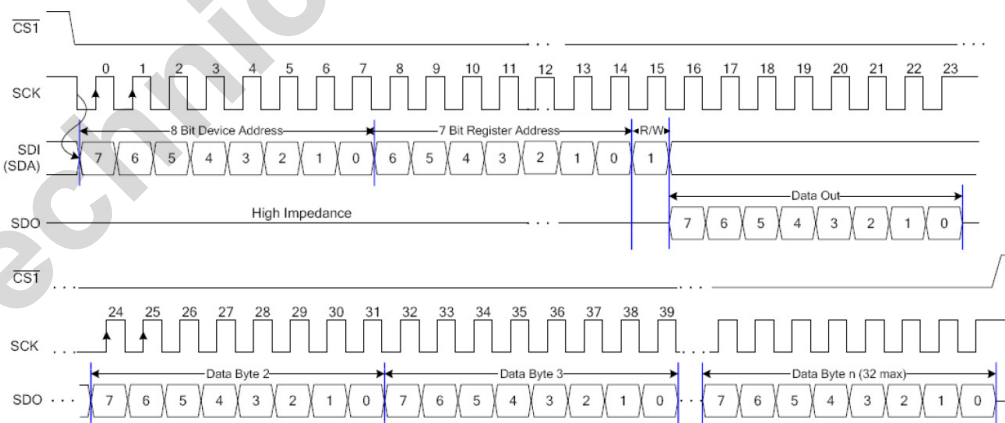 CS1
0 1 2 3 4 5 6 7 8 9 10 11 12 13 14 15 16 17 18 19 20 21 22 23
SCK
8 Bit Device Address 7 Bit Register Address R/W
SDI
(SDA)
7 6 5 4 3 2 1 0 6 5 4 3 2 1 0 1
Data Out
High Impedance
SDO
7 6 5 4 3 2 1 0
CS1
24 25 26 27 28 29 30 31 32 33 34 35 36 37 38 39
SCK
Data Byte 2 Data Byte 3 Data Byte n (32 max)
SDO 7 6 5 4 3 2 1 0 7 6 5 4 3 2 1 0 7 6 5 4 3 2 1 0
echnic